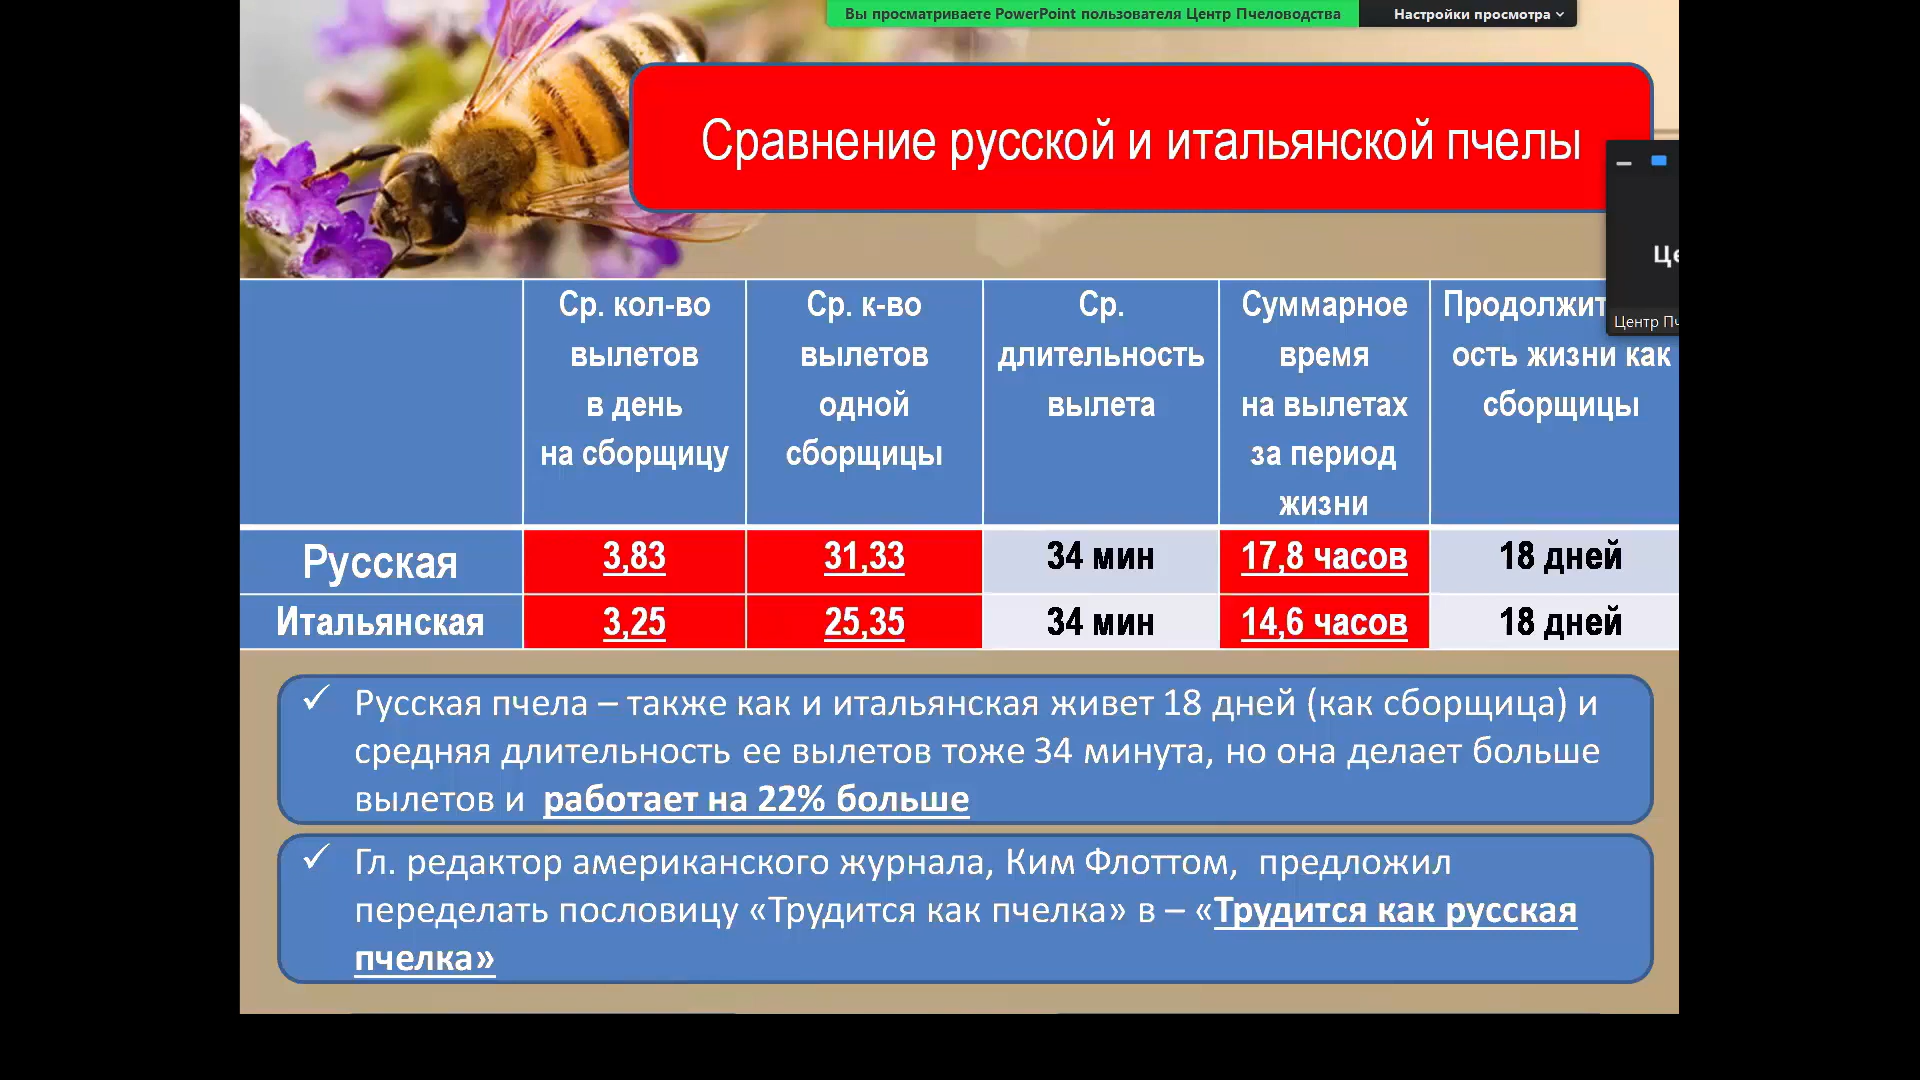 Вы просматриваете PowerPoint пользователя Центр Пчеловодства
Настройки просмотра
Сравнение русской и итальянской пчелы
Ср. кол-во
вылетов
в день
на сборщицу
Ср. к-во
вылетов
одной
сборщицы
Ср.
длительность
вылета
Суммарное
время
на вылетах
за период
жизни
ость жизни как
сборщицы
Русская
3,83
31,33
34 мин
17,8 часов
18 дней
Итальянская
3,25
25,35
34 мин
14,6 часов
18 дней
✓ Русская пчела – также как и итальянская живет 18 дней (как сборщица) и
средняя длительность ее вылетов тоже 34 минута, но она делает больше
вылетов и работает на 22% больше
✓ Гл. редактор американского журнала, Ким Флоттом, предложил
переделать пословицу «Трудится как пчелка» в – «Трудится как русская
пчелка»
Центр